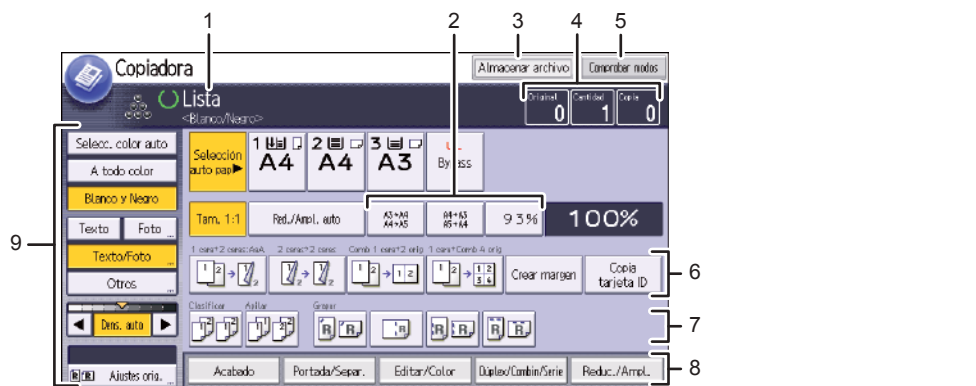 1 2 3 4 5
Copiadora
Almacenar archivo
Comprobar modos
Lista
<Blanco/Negro>
Original Cantidad Copia
0 1 0
Selecc. color auto
A todo color
Blanco y Negro
Texto Foto
Texto/Foto
Otros
Dens. auto
Ajustes orig.
9
Selección
auto pap▶
1 A4
2 A4
3 A3
Tam. 1:1
Red./Ampl. auto
A3→A4
A4→A5
A4→A3
A5→A4
93%
100%
1 cara→2 caras:AaA 2 caras→2 caras Comb 1 cara→2 orig 1 cara→Comb 4 orig
Crear margen
Copia
tarjeta ID
6
Clasificar Apilar Grapar
7
Acabado
Portada/Separ.
Editar/Color
Dúplex/Combin/Serie
Reduc./Ampl.
8